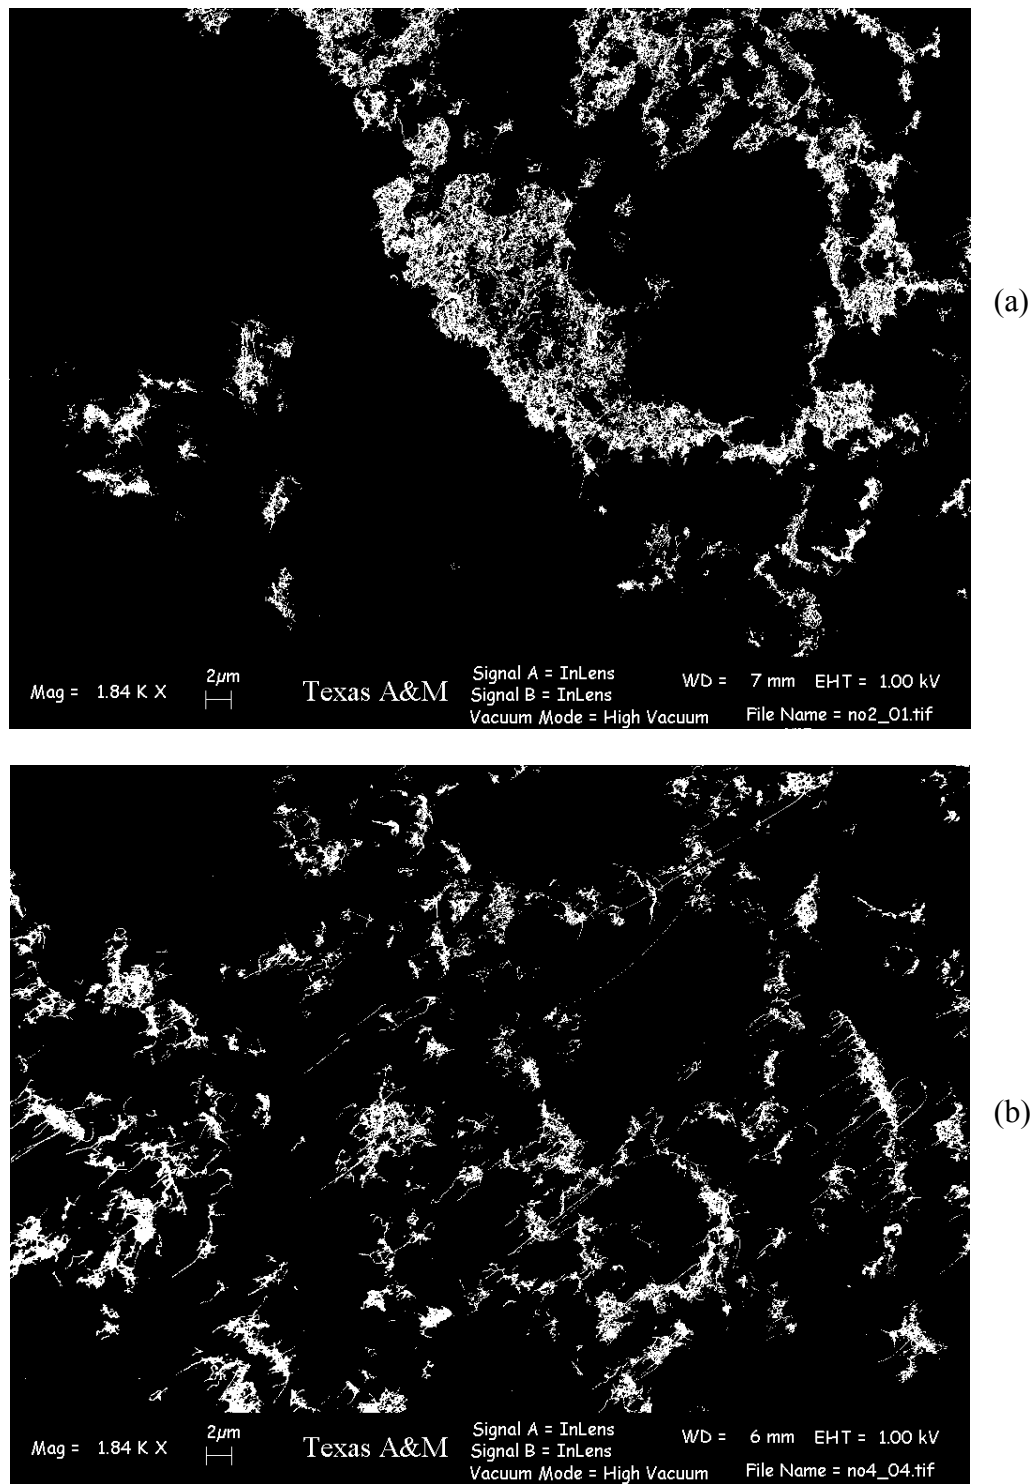 (a)
Mag = 1.84 K X
2µm
Texas A&M
Signal A = InLens
Signal B = InLens
Vacuum Mode = High Vacuum
WD = 7 mm EHT = 1.00 kV
File Name = no2_01.tif
(b)
Mag = 1.84 K X
2µm
Texas A&M
Signal A = InLens
Signal B = InLens
Vacuum Mode = High Vacuum
WD = 6 mm EHT = 1.00 kV
File Name = no4_04.tif